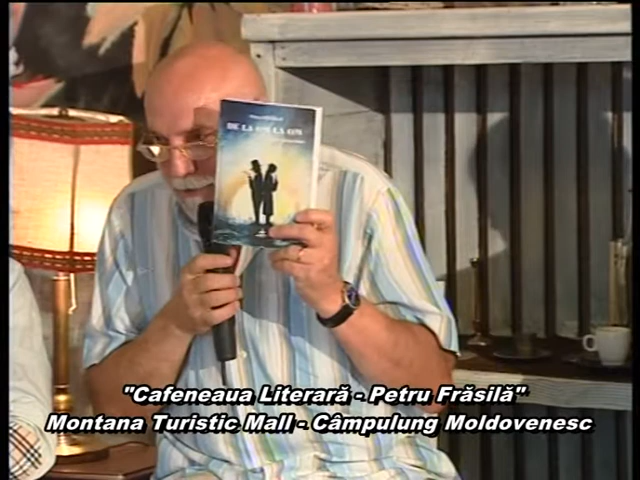 DE LA OM LA OM
"Cafeneaua Literară - Petru Frăsilă"
Montana Turistic Mall - Câmpulung Moldovenesc